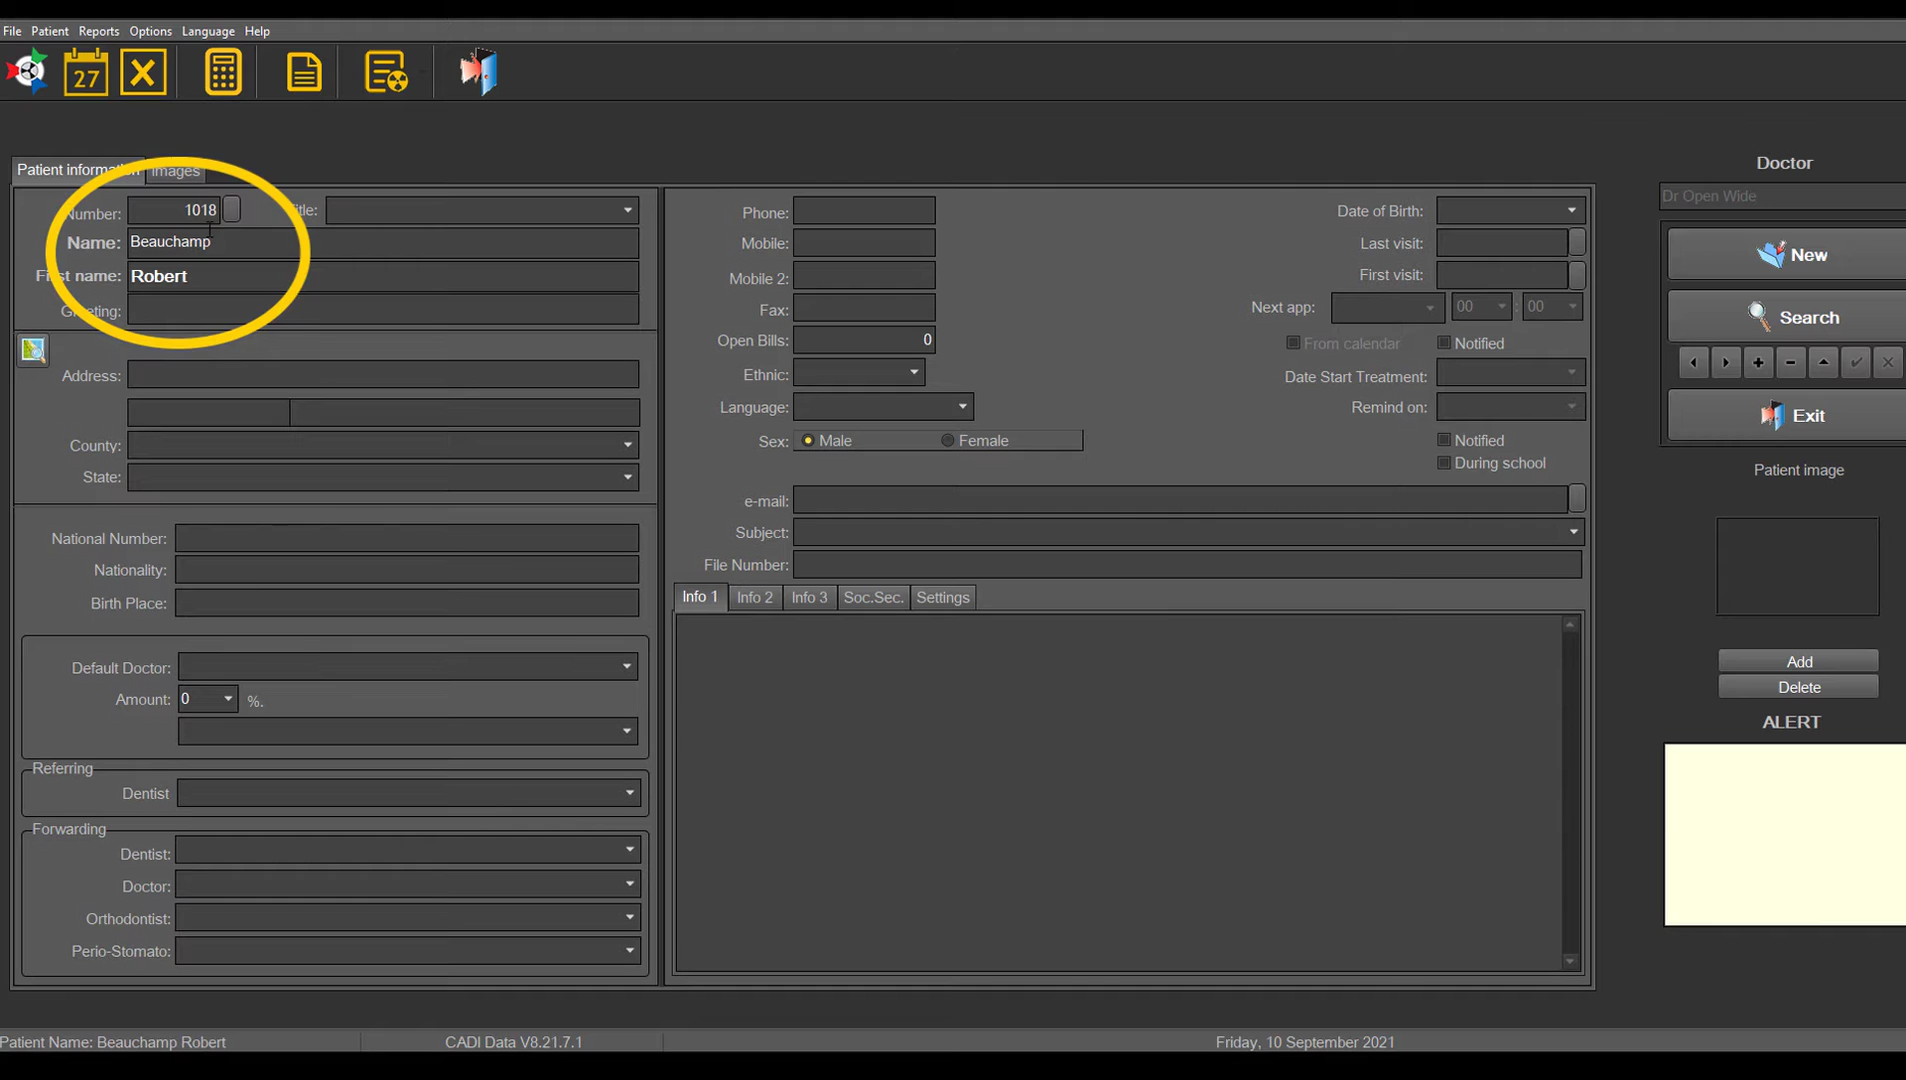 File Patient Reports Options Language Help
27
Patient information Images
Number: 1018 Title:
Name: Beauchamp
First name: Robert
Greeting:
Address:
County:
State:
National Number:
Nationality:
Birth Place:
Default Doctor:
Amount: 0 %.
Referring
Dentist
Forwarding
Dentist:
Doctor:
Orthodontist:
Perio-Stomato:
Phone:
Mobile:
Mobile 2:
Fax:
Open Bills: 0
Ethnic:
Language:
Sex: Male Female
Date of Birth:
Last visit:
First visit:
Next app: 00 : 00
From calendar Notified
Date Start Treatment:
Remind on:
Notified
During school
e-mail:
Subject:
File Number:
Info 1 Info 2 Info 3 Soc.Sec. Settings
Doctor
Dr Open Wide
New
Search
Exit
Patient image
Add
Delete
ALERT
Patient Name: Beauchamp Robert CADI Data V8.21.7.1 Friday, 10 September 2021